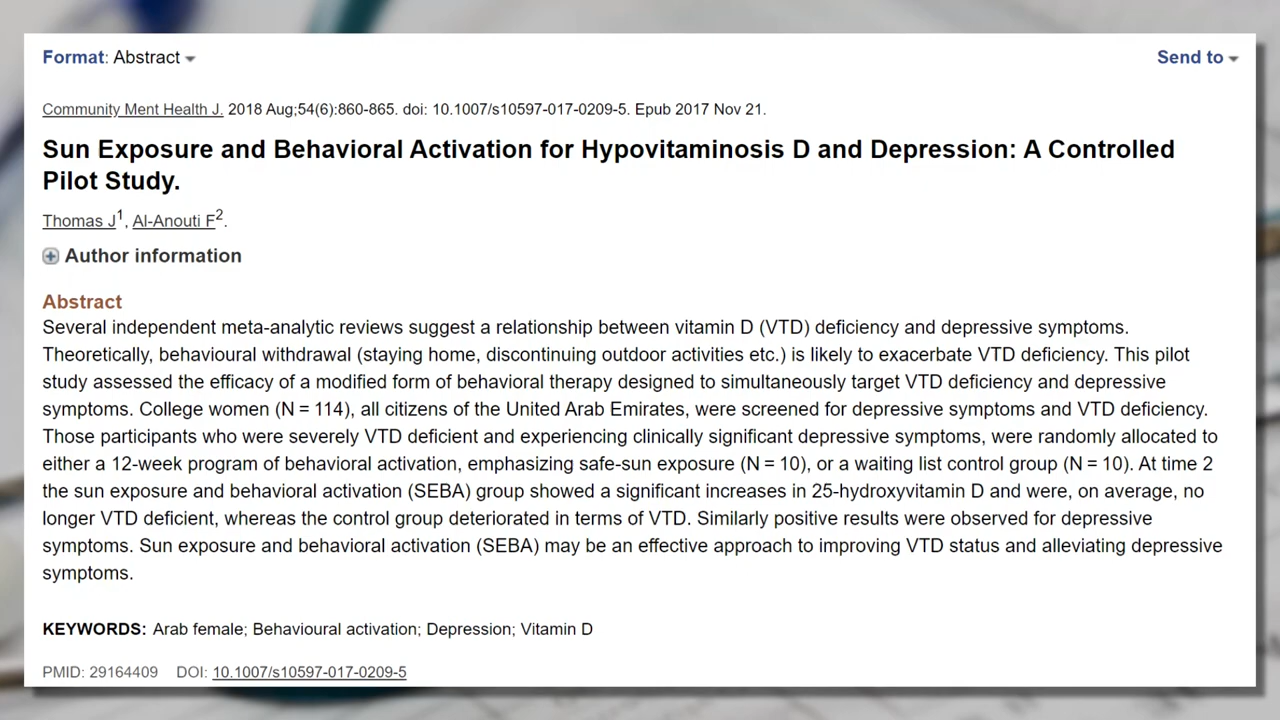 Format: Abstract
Send to
Community Ment Health J. 2018 Aug;54(6):860-865. doi: 10.1007/s10597-017-0209-5. Epub 2017 Nov 21.
Sun Exposure and Behavioral Activation for Hypovitaminosis D and Depression: A Controlled
Pilot Study.
Thomas J1, Al-Anouti F2.
Author information
Abstract
Several independent meta-analytic reviews suggest a relationship between vitamin D (VTD) deficiency and depressive symptoms.
Theoretically, behavioural withdrawal (staying home, discontinuing outdoor activities etc.) is likely to exacerbate VTD deficiency. This pilot
study assessed the efficacy of a modified form of behavioral therapy designed to simultaneously target VTD deficiency and depressive
symptoms. College women (N = 114), all citizens of the United Arab Emirates, were screened for depressive symptoms and VTD deficiency.
Those participants who were severely VTD deficient and experiencing clinically significant depressive symptoms, were randomly allocated to
either a 12-week program of behavioral activation, emphasizing safe-sun exposure (N = 10), or a waiting list control group (N = 10). At time 2
the sun exposure and behavioral activation (SEBA) group showed a significant increases in 25-hydroxyvitamin D and were, on average, no
longer VTD deficient, whereas the control group deteriorated in terms of VTD. Similarly positive results were observed for depressive
symptoms. Sun exposure and behavioral activation (SEBA) may be an effective approach to improving VTD status and alleviating depressive
symptoms.
KEYWORDS: Arab female; Behavioural activation; Depression; Vitamin D
PMID: 29164409 DOI: 10.1007/s10597-017-0209-5